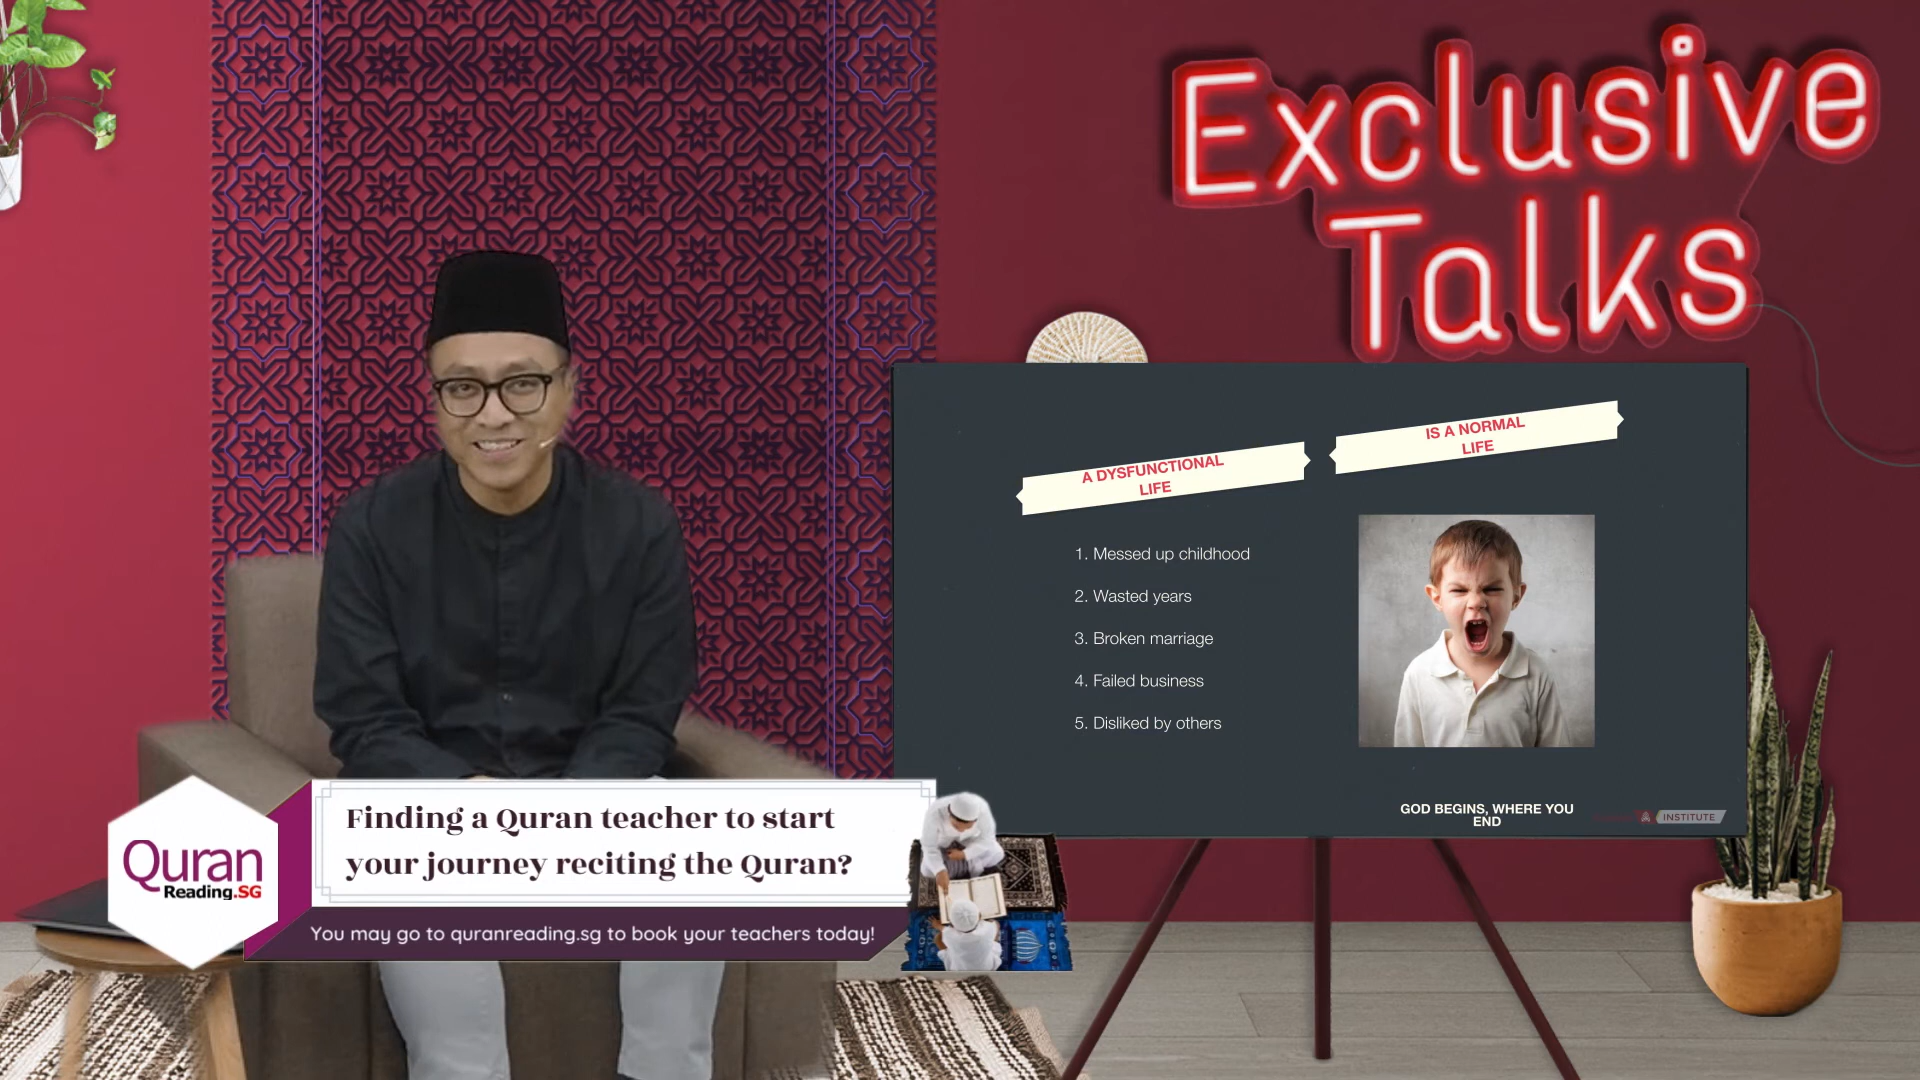 Exclusive
Talks
A DYSFUNCTIONAL
LIFE
IS A NORMAL
LIFE
1. Messed up childhood
2. Wasted years
3. Broken marriage
4. Failed business
5. Disliked by others
GOD BEGINS, WHERE YOU
END
INSTITUTE
Quran
Reading.SG
Finding a Quran teacher to start
your journey reciting the Quran?
You may go to quranreading.sg to book your teachers today!